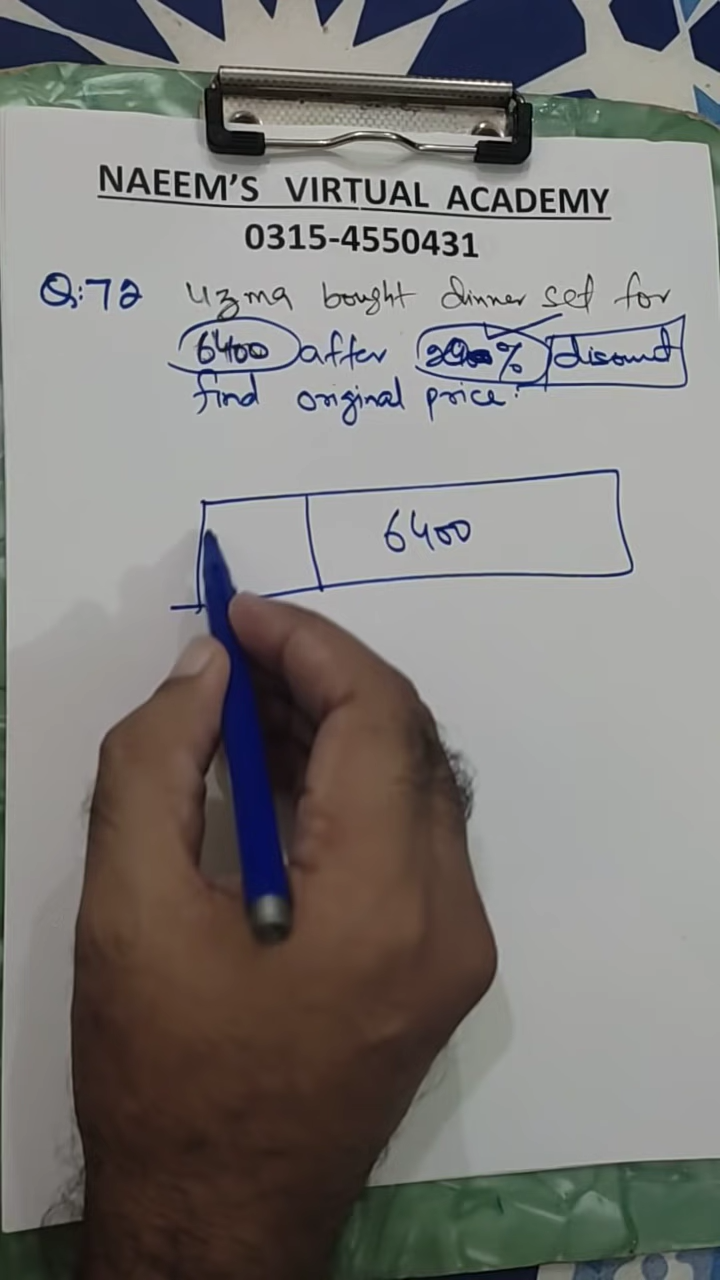 NAEEM'S VIRTUAL ACADEMY
0315-4550431
Q:72 Uzma bought dinner set for
6400 after % discount
find original price.
6400